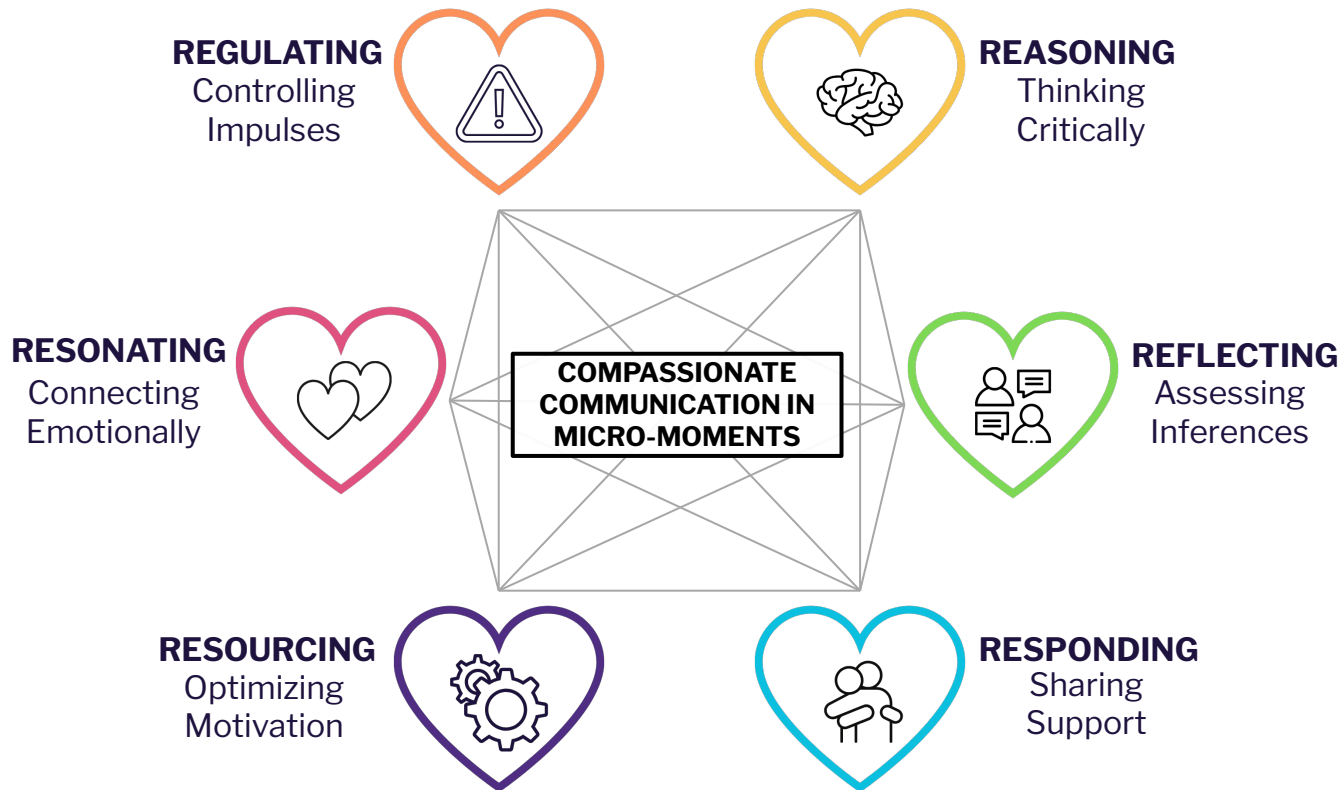 REGULATING
Controlling
Impulses
REASONING
Thinking
Critically
RESONATING
Connecting
Emotionally
COMPASSIONATE
COMMUNICATION IN
MICRO-MOMENTS
REFLECTING
Assessing
Inferences
RESOURCING
Optimizing
Motivation
RESPONDING
Sharing
Support